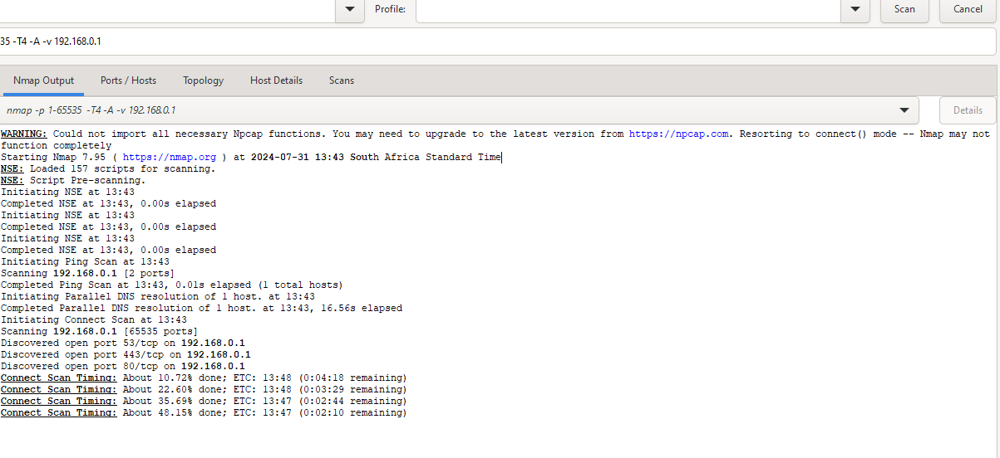 Profile:
Scan
Cancel
35 -T4 -A -v 192.168.0.1
Nmap Output
Ports / Hosts
Topology
Host Details
Scans
nmap -p 1-65535 -T4 -A -v 192.168.0.1
Details
WARNING: Could not import all necessary Npcap functions. You may need to upgrade to the latest version from https://npcap.com. Resorting to connect() mode -- Nmap may not
function completely
Starting Nmap 7.95 ( https://nmap.org ) at 2024-07-31 13:43 South Africa Standard Time
NSE: Loaded 157 scripts for scanning.
NSE: Script Pre-scanning.
Initiating NSE at 13:43
Completed NSE at 13:43, 0.00s elapsed
Initiating NSE at 13:43
Completed NSE at 13:43, 0.00s elapsed
Initiating NSE at 13:43
Completed NSE at 13:43, 0.00s elapsed
Initiating Ping Scan at 13:43
Scanning 192.168.0.1 [2 ports]
Completed Ping Scan at 13:43, 0.01s elapsed (1 total hosts)
Initiating Parallel DNS resolution of 1 host. at 13:43
Completed Parallel DNS resolution of 1 host. at 13:43, 16.56s elapsed
Initiating Connect Scan at 13:43
Scanning 192.168.0.1 [65535 ports]
Discovered open port 53/tcp on 192.168.0.1
Discovered open port 443/tcp on 192.168.0.1
Discovered open port 80/tcp on 192.168.0.1
Connect Scan Timing: About 10.72% done; ETC: 13:48 (0:04:18 remaining)
Connect Scan Timing: About 22.60% done; ETC: 13:48 (0:03:29 remaining)
Connect Scan Timing: About 35.69% done; ETC: 13:47 (0:02:44 remaining)
Connect Scan Timing: About 48.15% done; ETC: 13:47 (0:02:10 remaining)